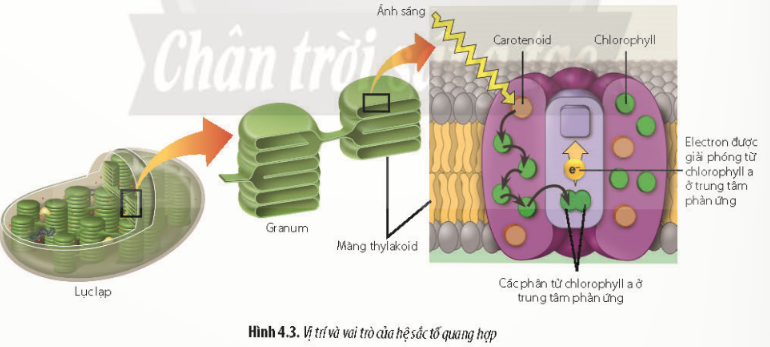 Chân trời sáng tạo
Ánh sáng
Carotenoid
Chlorophyll
Electron được
giải phóng từ
chlorophyll a
ở trung tâm
phản ứng
e-
Granum
Màng thylakoid
Lục lạp
Các phân tử chlorophyll a ở
trung tâm phản ứng
Hình 4.3. Vị trí và vai trò của hệ sắc tố quang hợp